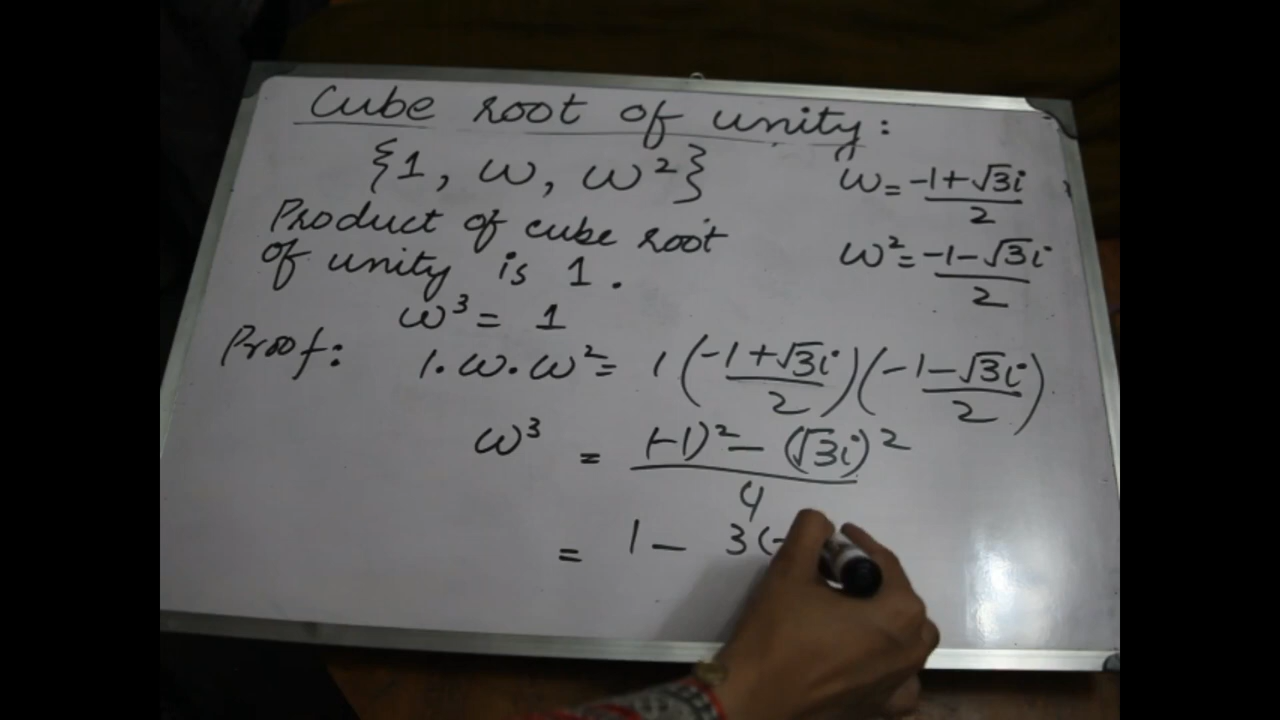 Cube root of unity:
{1, ω, ω²}
ω = (-1+√3i)/2
Product of cube root
of unity is 1.
ω² = (-1-√3i)/2
ω³ = 1
Proof: 1·ω·ω² = 1((-1+√3i)/2)((-1-√3i)/2)
ω³ = ((-1)² - (√3i)²)/4
= 1 - 3(-